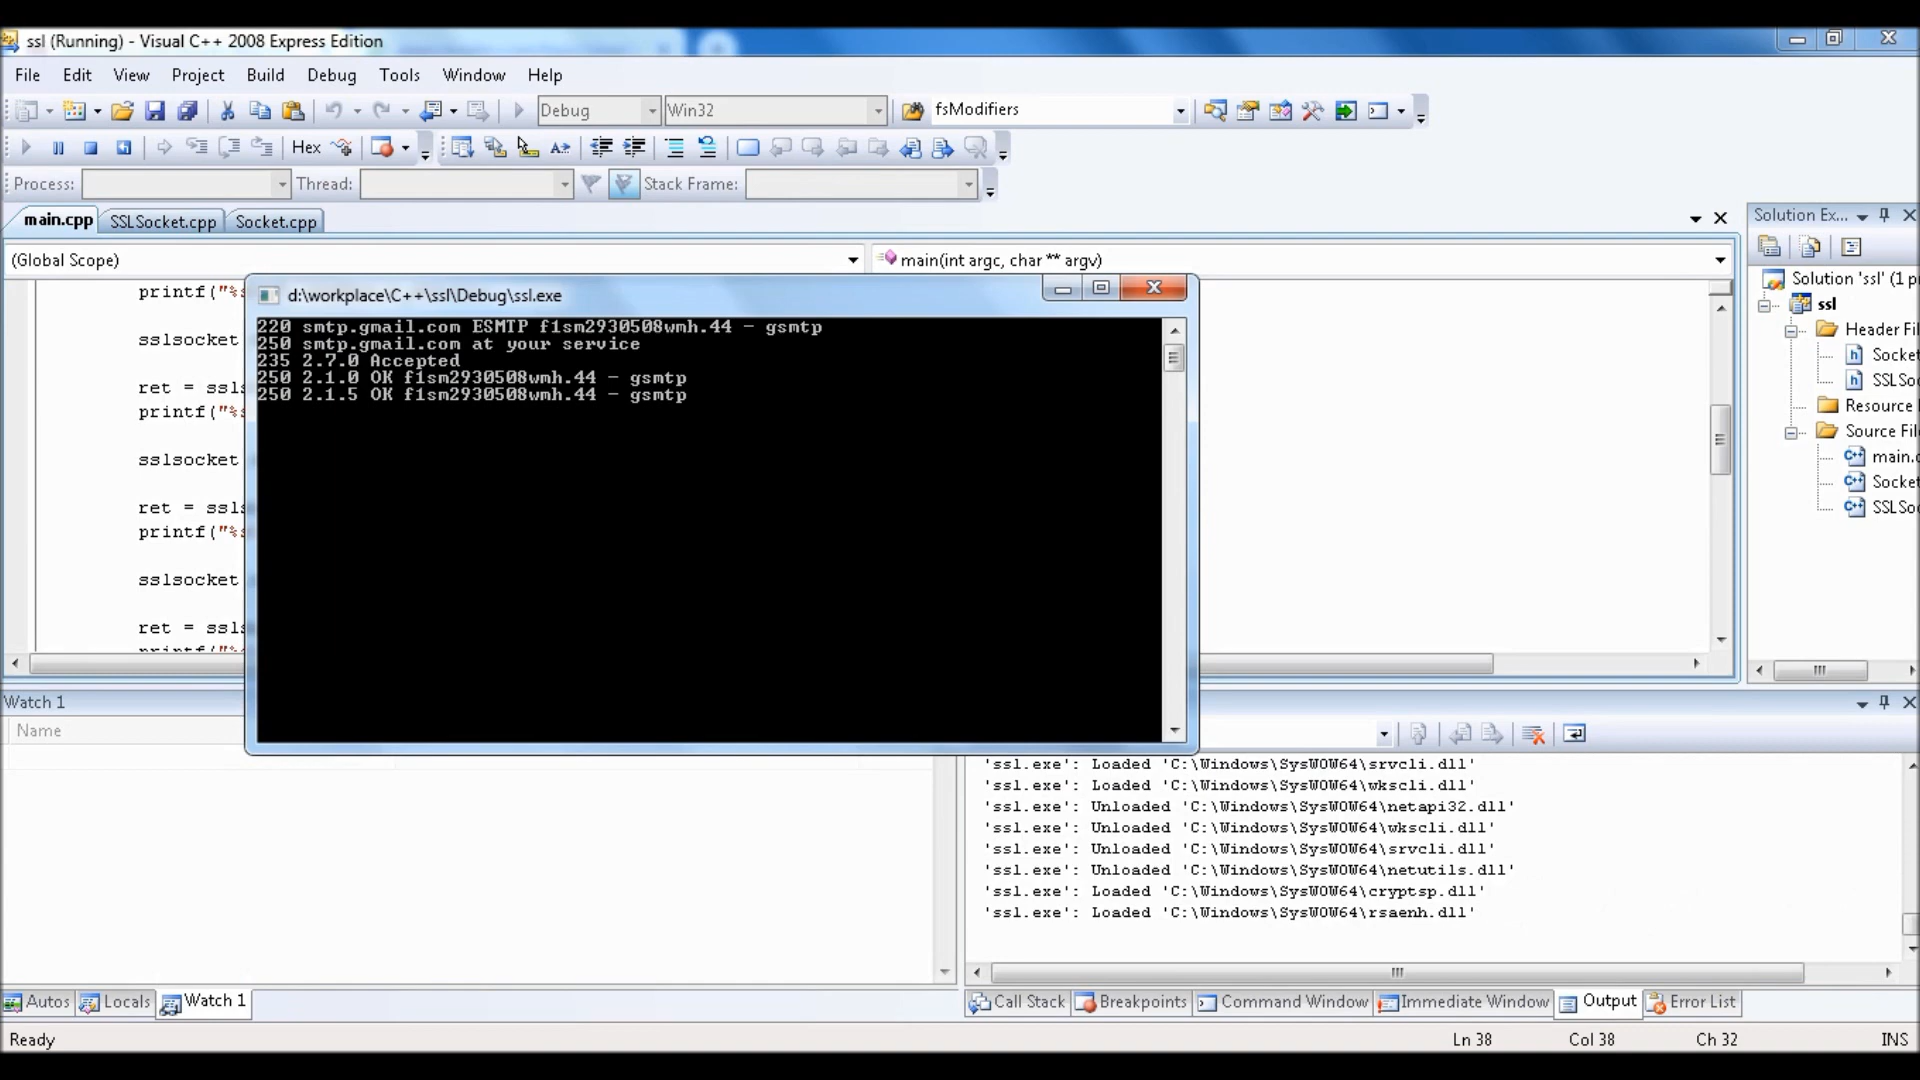 ssl (Running) - Visual C++ 2008 Express Edition
File Edit View Project Build Debug Tools Window Help
Debug Win32 fsModifiers
Hex
Process: Thread: Stack Frame:
main.cpp SSLSocket.cpp Socket.cpp
Solution Ex...
(Global Scope) main(int argc, char ** argv)
Solution 'ssl' (1 p
ssl
Header Fil
Socket
SSLSo
Resource
Source Fil
main.c
Socket
SSLSo
printf("%s
sslsocket
ret = ssls
printf("%s
sslsocket
ret = ssls
printf("%s
sslsocket
ret = ssls
printf("%s
d:\workplace\C++\ssl\Debug\ssl.exe
220 smtp.gmail.com ESMTP f1sm2930508wmh.44 - gsmtp
250 smtp.gmail.com at your service
235 2.7.0 Accepted
250 2.1.0 OK f1sm2930508wmh.44 - gsmtp
250 2.1.5 OK f1sm2930508wmh.44 - gsmtp
Watch 1
Name
'ssl.exe': Loaded 'C:\Windows\SysWOW64\srvcli.dll'
'ssl.exe': Loaded 'C:\Windows\SysWOW64\wkscli.dll'
'ssl.exe': Unloaded 'C:\Windows\SysWOW64\netapi32.dll'
'ssl.exe': Unloaded 'C:\Windows\SysWOW64\wkscli.dll'
'ssl.exe': Unloaded 'C:\Windows\SysWOW64\srvcli.dll'
'ssl.exe': Unloaded 'C:\Windows\SysWOW64\netutils.dll'
'ssl.exe': Loaded 'C:\Windows\SysWOW64\cryptsp.dll'
'ssl.exe': Loaded 'C:\Windows\SysWOW64\rsaenh.dll'
Autos Locals Watch 1
Call Stack Breakpoints Command Window Immediate Window Output Error List
Ready Ln 38 Col 38 Ch 32 INS